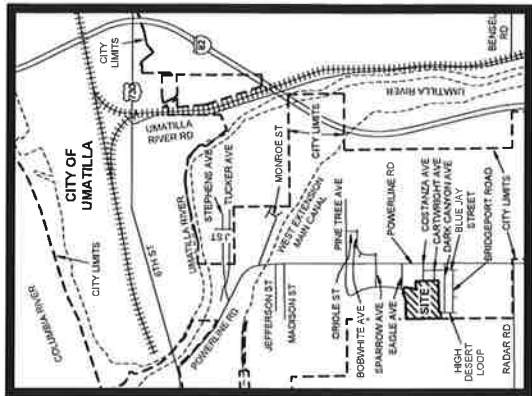 CITY
LIMITS
82
730
BENSEL
RD
CITY OF
UMATILLA
UMATILLA
RIVER RD
UMATILLA RIVER
COLUMBIA RIVER
CITY LIMITS
UMATILLA RIVER
STEPHENS AVE
TUCKER AVE
MONROE ST
CITY LIMITS
WEST EXTENSION
MAIN CANAL
POWERLINE RD
JEFFERSON ST
MADISON ST
PINE TREE AVE
ORIOLE ST
BOBWHITE AVE
SPARROW AVE
EAGLE AVE
POWERLINE RD
SITE
COSTANZA AVE
CARTWRIGHT AVE
DARK CANYON AVE
BLUE JAY
STREET
BRIDGEPORT ROAD
CITY LIMITS
HIGH
DESERT
LOOP
RADAR RD